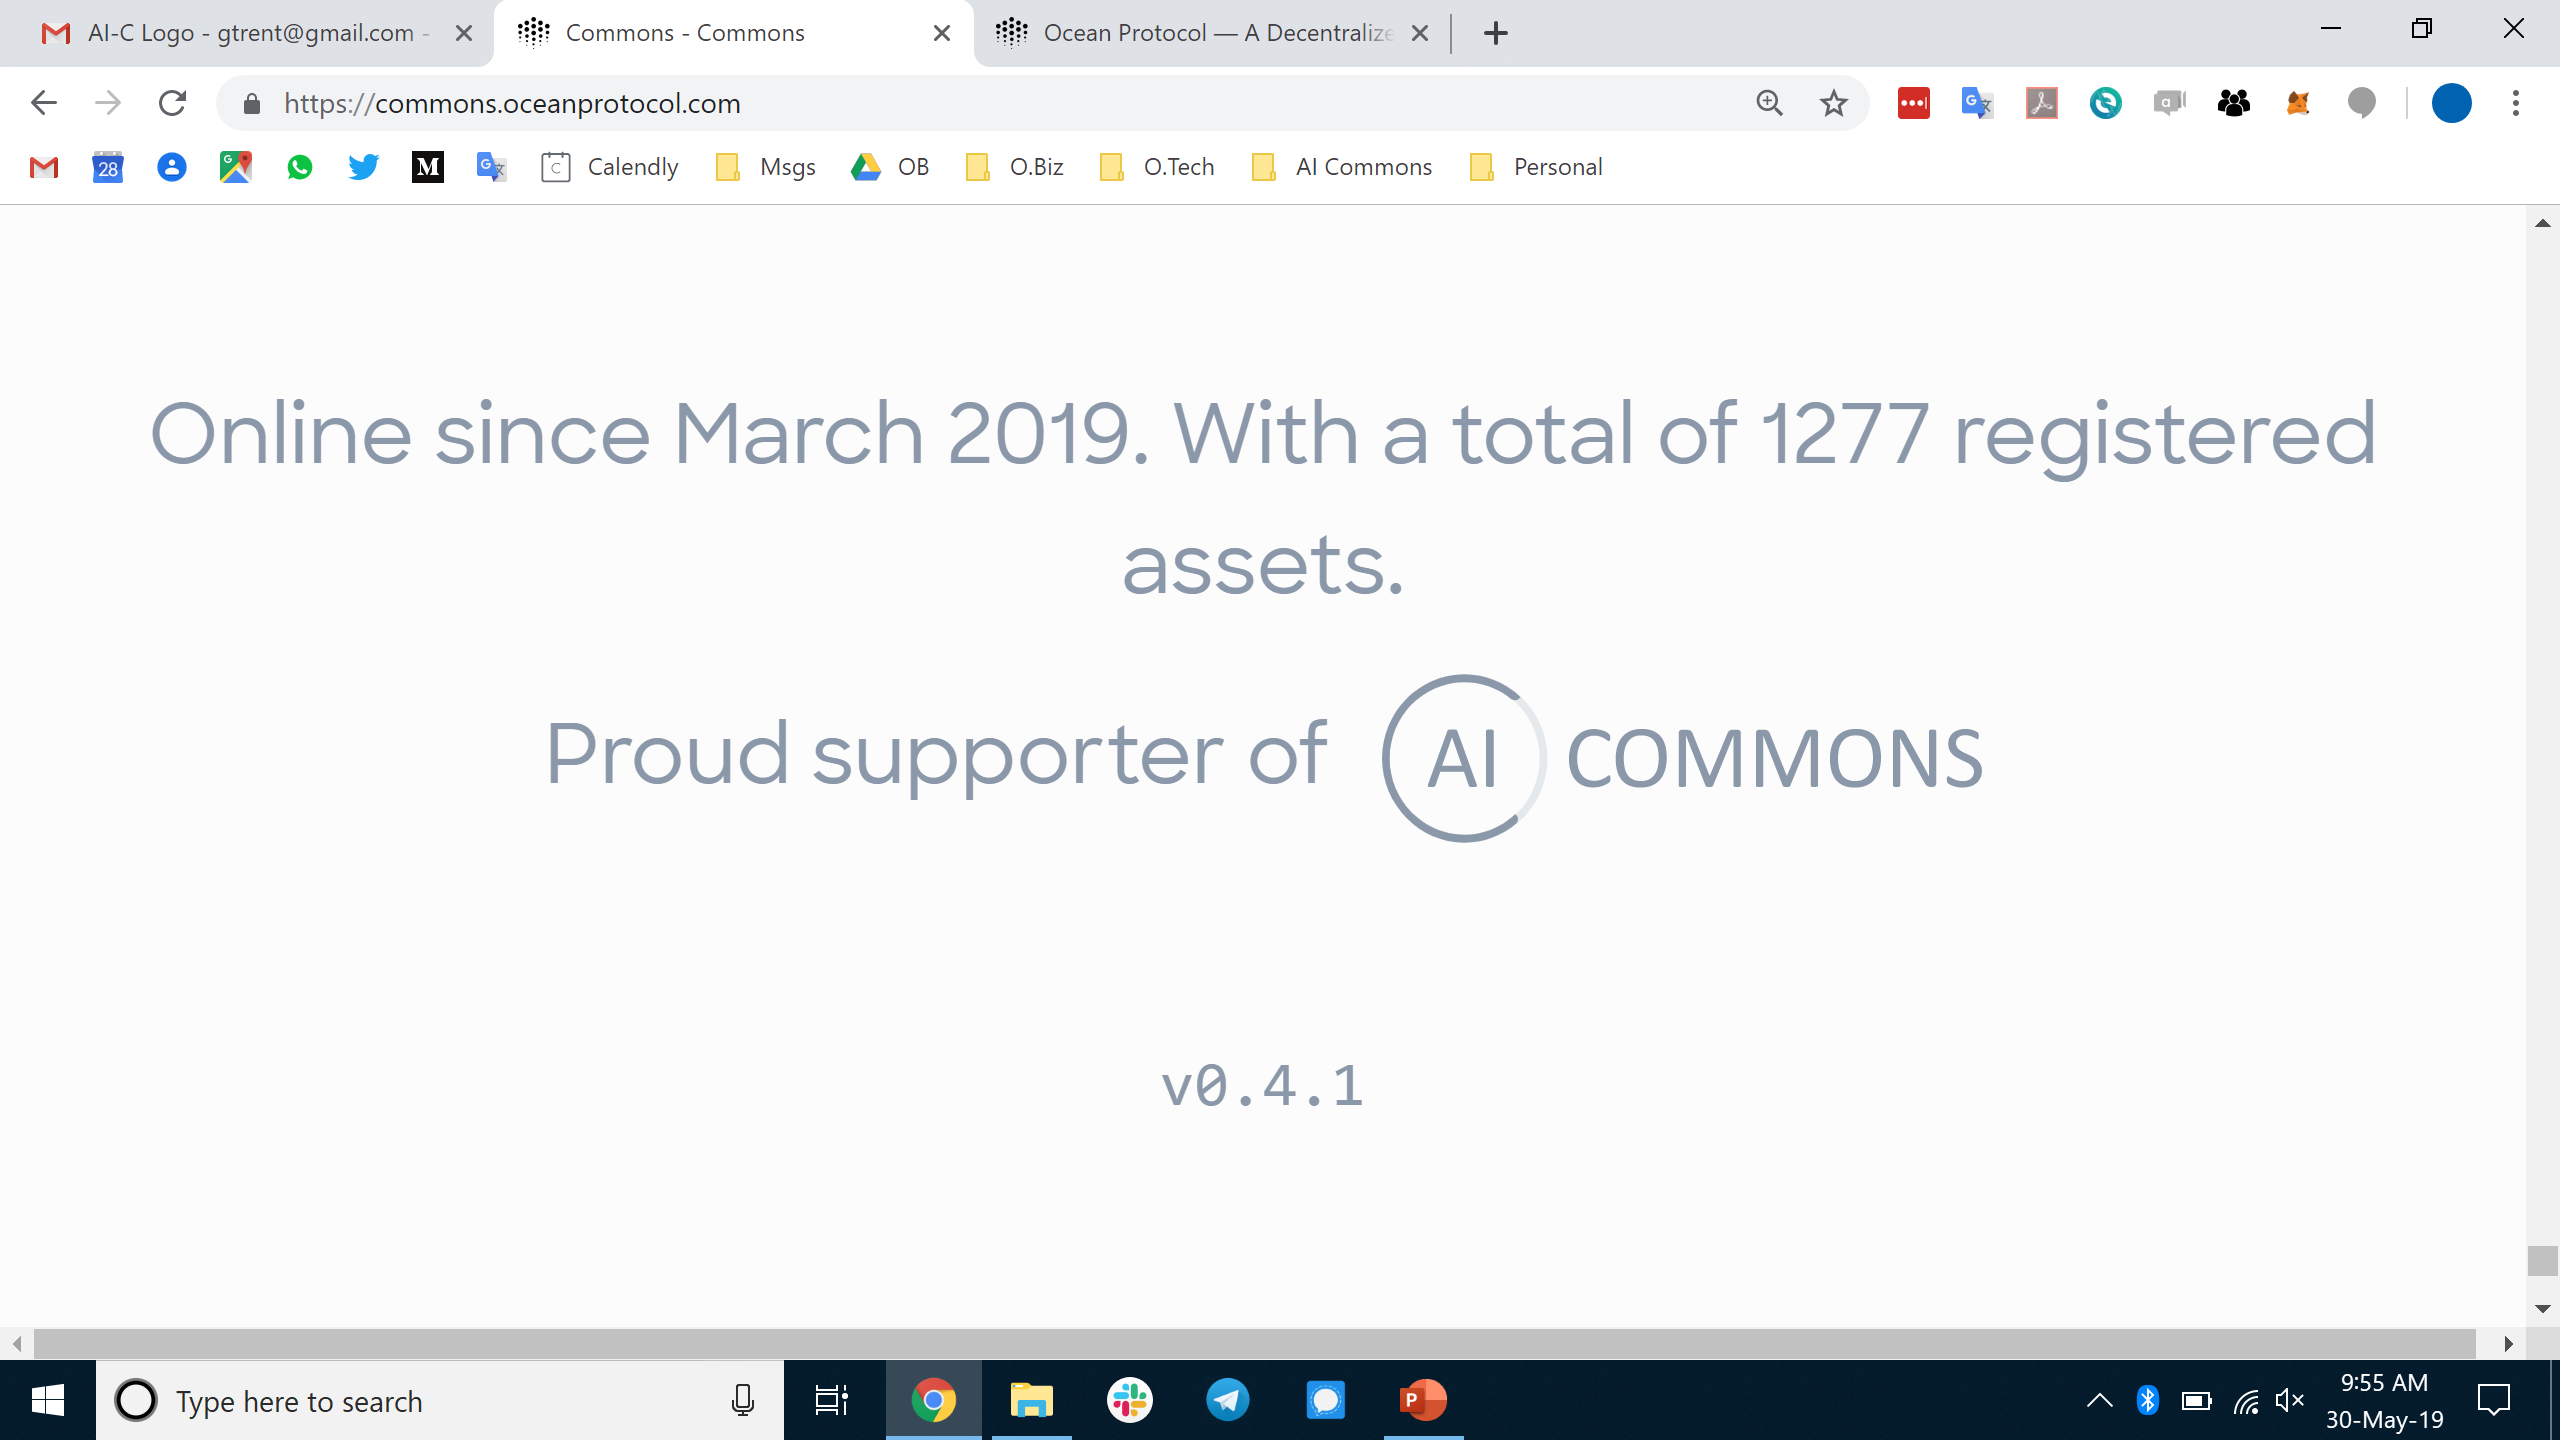 AI-C Logo - gtrent@gmail.com -
Commons - Commons
Ocean Protocol — A Decentralize
https://commons.oceanprotocol.com
28
M
C
Calendly
Msgs
OB
O.Biz
O.Tech
AI Commons
Personal
Online since March 2019. With a total of 1277 registered
assets.
Proud supporter of AI COMMONS
v0.4.1
Type here to search
P
9:55 AM
30-May-19